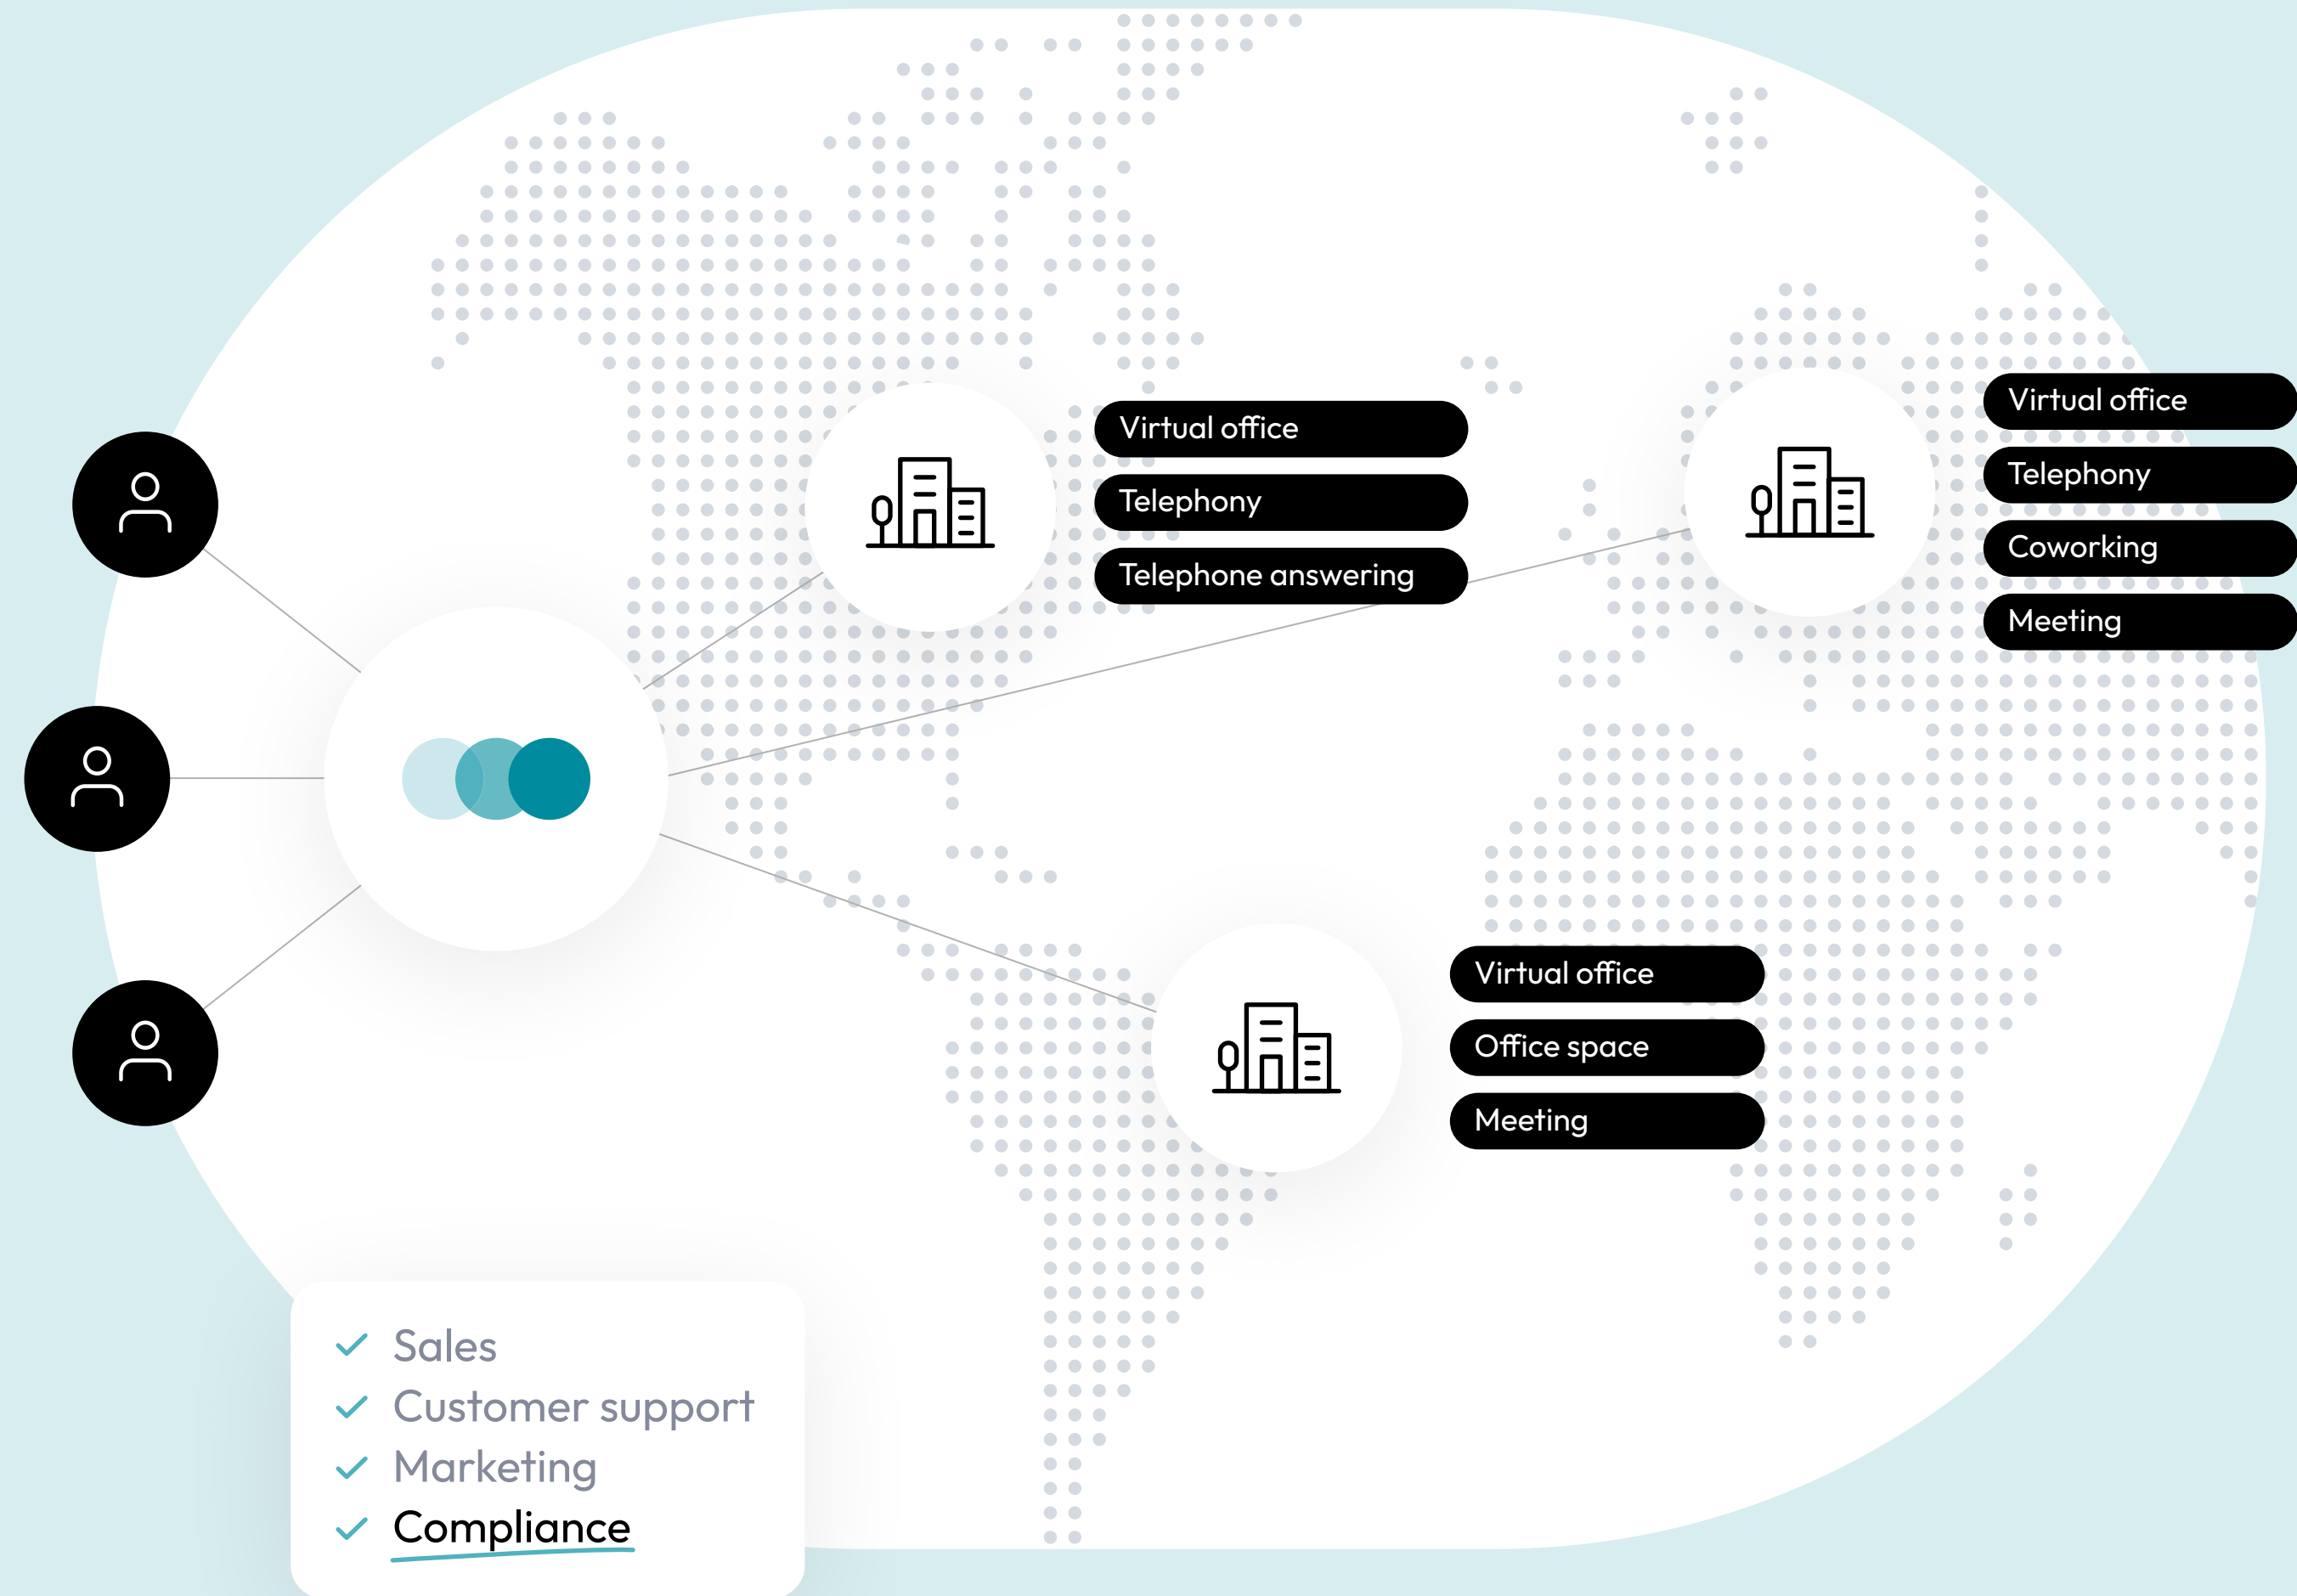 Virtual office
Telephony
Telephone answering
Virtual office
Telephony
Coworking
Meeting
Virtual office
Office space
Meeting
Sales
Customer support
Marketing
Compliance